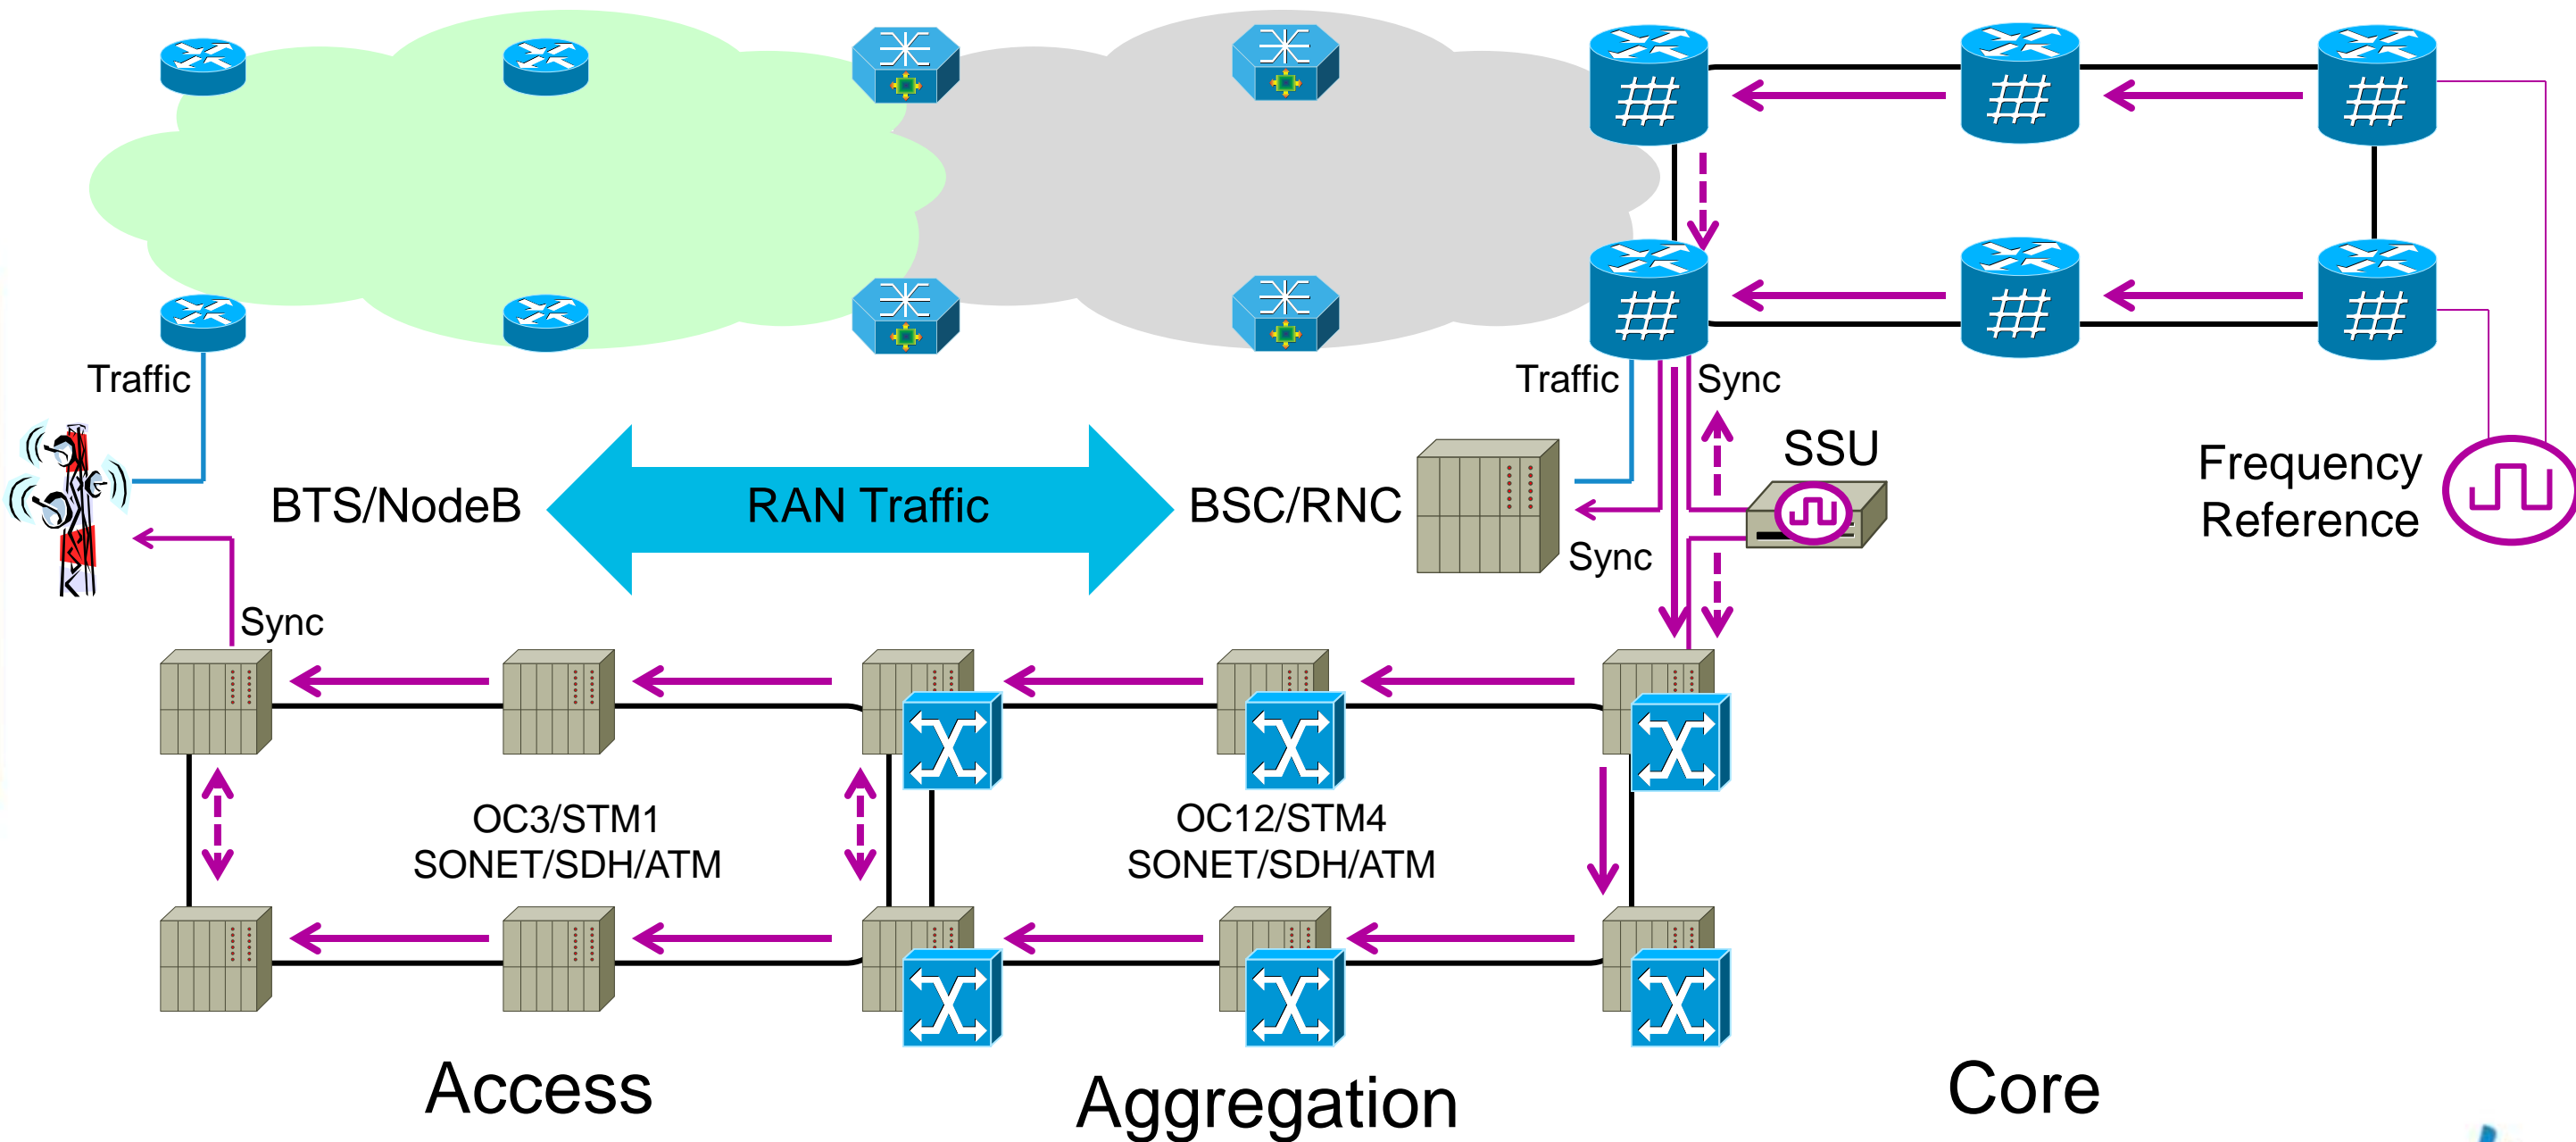 Traffic
Traffic
Sync
BTS/NodeB
RAN Traffic
BSC/RNC
SSU
Frequency
Reference
Sync
Sync
OC3/STM1
SONET/SDH/ATM
OC12/STM4
SONET/SDH/ATM
Access
Aggregation
Core